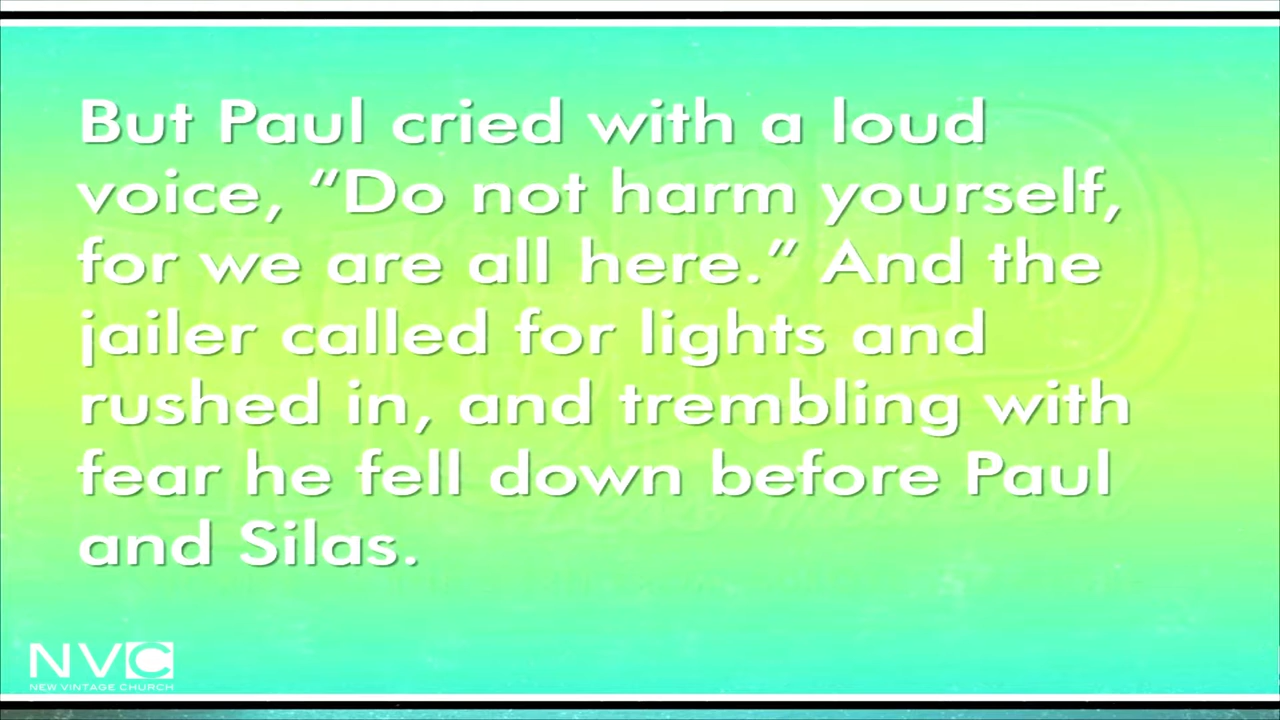 But Paul cried with a loud
voice, “Do not harm yourself,
for we are all here.” And the
jailer called for lights and
rushed in, and trembling with
fear he fell down before Paul
and Silas.
NVC
NEW VINTAGE CHURCH